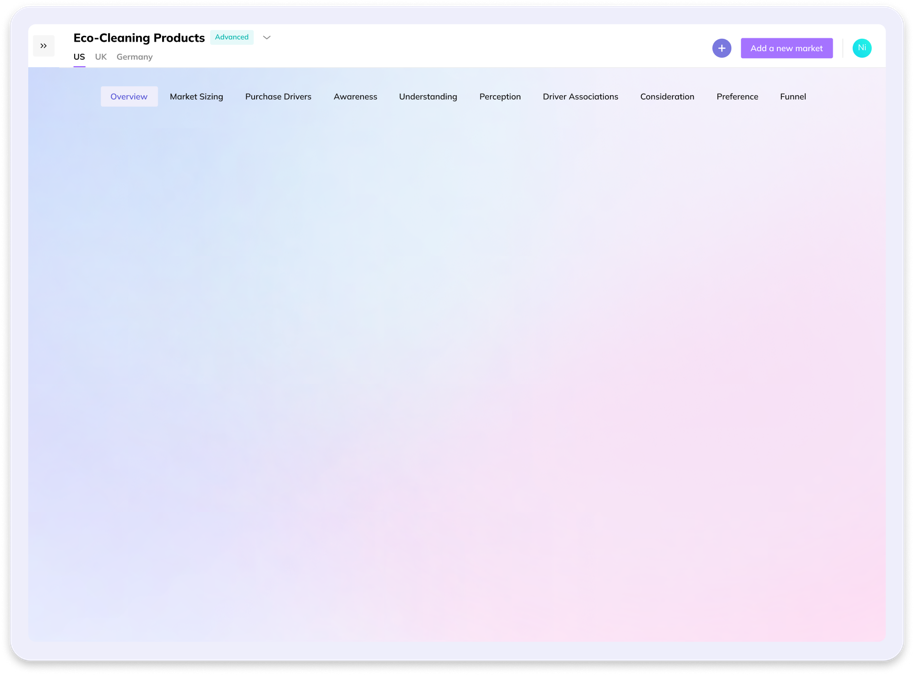 Eco-Cleaning Products Advanced
US UK Germany
Add a new market
Ni
Overview Market Sizing Purchase Drivers Awareness Understanding Perception Driver Associations Consideration Preference Funnel